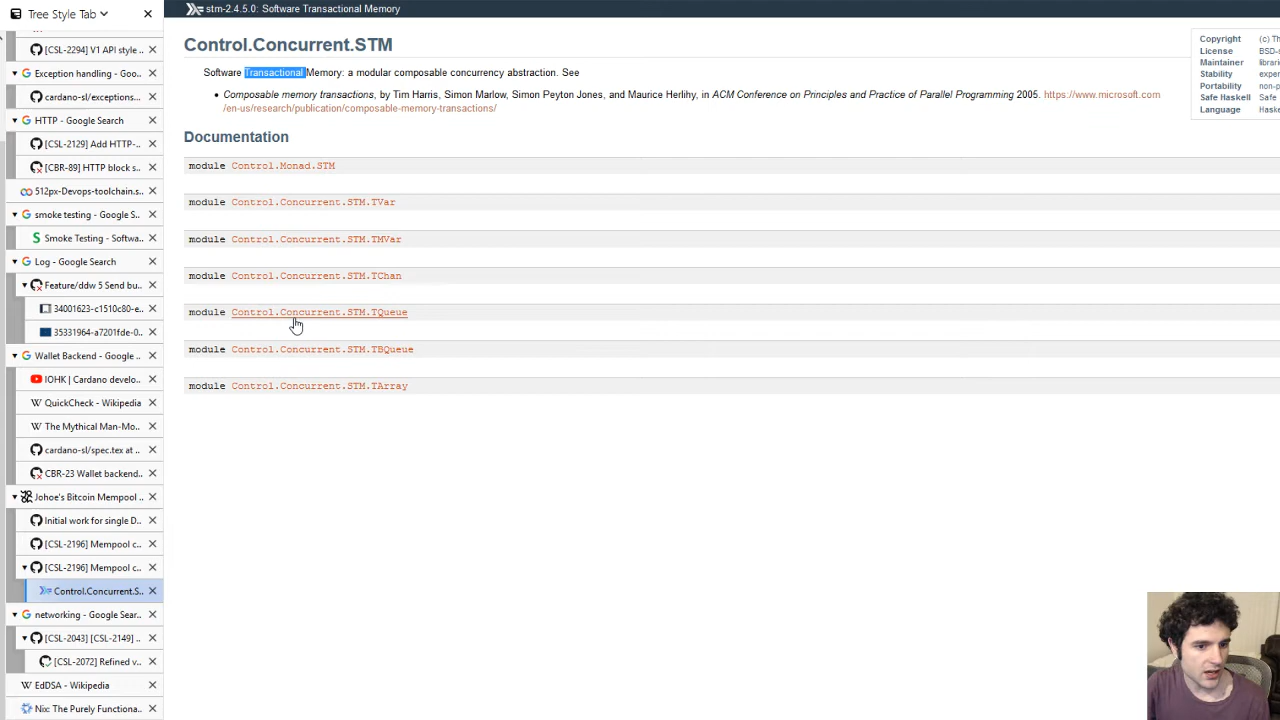 Tree Style Tab
stm-2.4.5.0: Software Transactional Memory
[CSL-2294] V1 API style ..
Exception handling - Goo..
cardano-sl/exceptions..
HTTP - Google Search
[CSL-2129] Add HTTP-..
[CBR-89] HTTP block s..
512px-Devops-toolchain.s..
smoke testing - Google S..
Smoke Testing - Softwa..
Log - Google Search
Feature/ddw 5 Send bu..
34001623-c1510c80-e..
35331964-a7201fde-0..
Wallet Backend - Google ..
IOHK | Cardano develo..
QuickCheck - Wikipedia
The Mythical Man-Mo..
cardano-sl/spec.tex at ..
CBR-23 Wallet backend..
Johoe's Bitcoin Mempool ..
Initial work for single D..
[CSL-2196] Mempool c..
[CSL-2196] Mempool c..
Control.Concurrent.S..
networking - Google Sear..
[CSL-2043] [CSL-2149] ..
[CSL-2072] Refined v..
EdDSA - Wikipedia
Nix: The Purely Functiona..
Control.Concurrent.STM
Software Transactional Memory: a modular composable concurrency abstraction. See
• Composable memory transactions, by Tim Harris, Simon Marlow, Simon Peyton Jones, and Maurice Herlihy, in ACM Conference on Principles and Practice of Parallel Programming 2005. https://www.microsoft.com
/en-us/research/publication/composable-memory-transactions/
Documentation
module Control.Monad.STM
module Control.Concurrent.STM.TVar
module Control.Concurrent.STM.TMVar
module Control.Concurrent.STM.TChan
module Control.Concurrent.STM.TQueue
module Control.Concurrent.STM.TBQueue
module Control.Concurrent.STM.TArray
Copyright (c) Th
License BSD-s
Maintainer librari
Stability exper
Portability non-p
Safe Haskell Safe
Language Hask